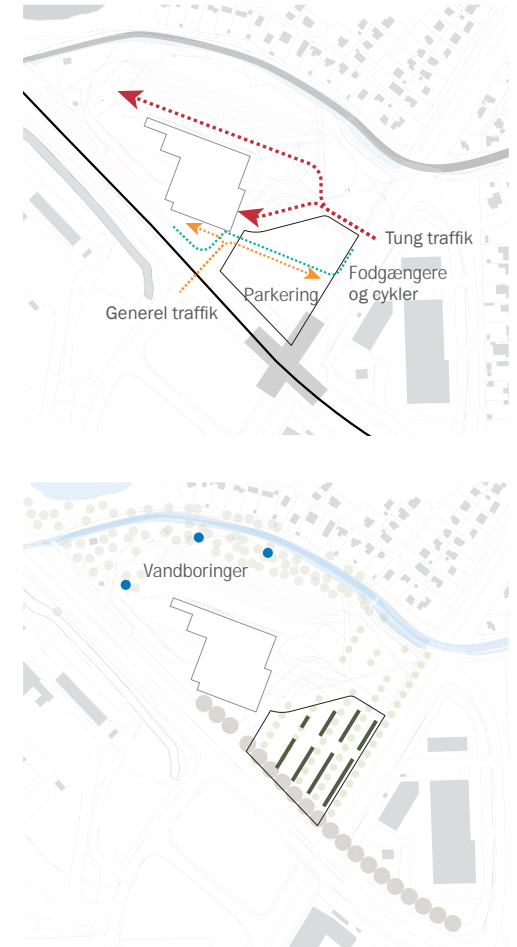 Tung traffik
Fodgængere
og cykler
Parkering
Generel traffik
Vandboringer